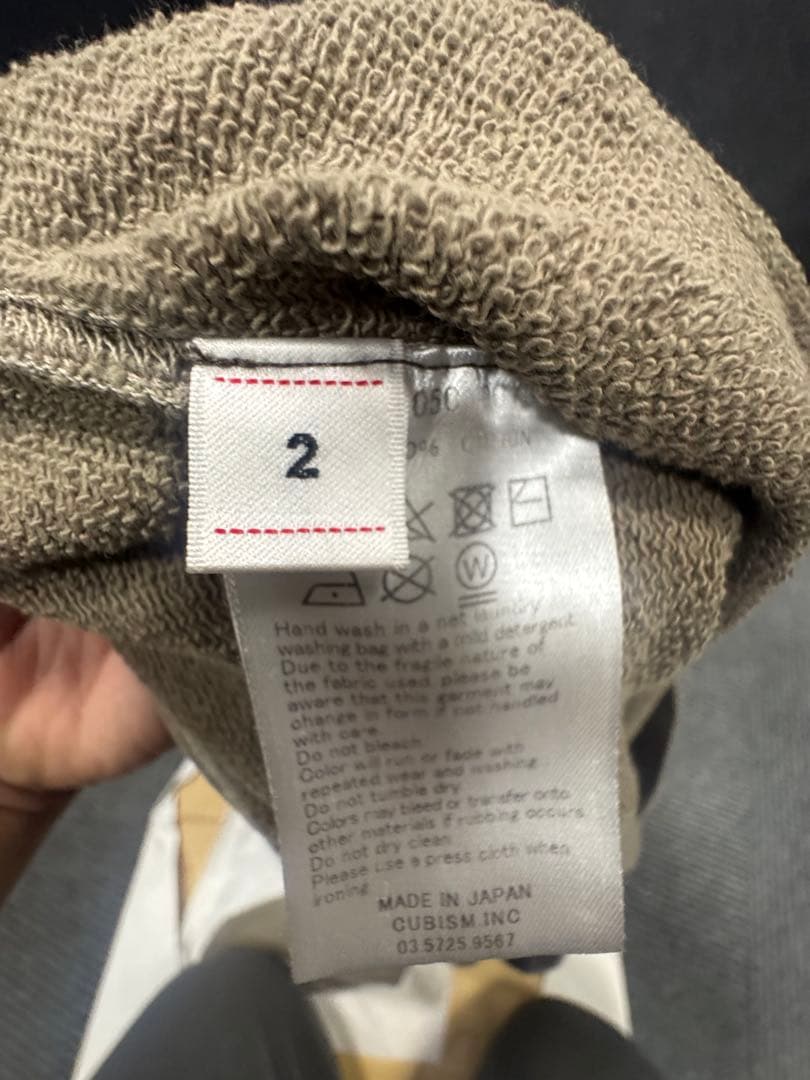 2
050
% COTTON
W
Hand wash in a net laundry
washing bag with a mild detergent.
Due to the fragile nature of
the fabric used, please be
aware that this garment may
change in form if not handled
with care.
Do not bleach.
Color will run or fade with
repeated wear and washing.
Do not tumble dry.
Colors may bleed or transfer onto
other materials if rubbing occurs.
Do not dry clean.
Please use a press cloth when
ironing.
MADE IN JAPAN
CUBISM INC
03 5725 9567